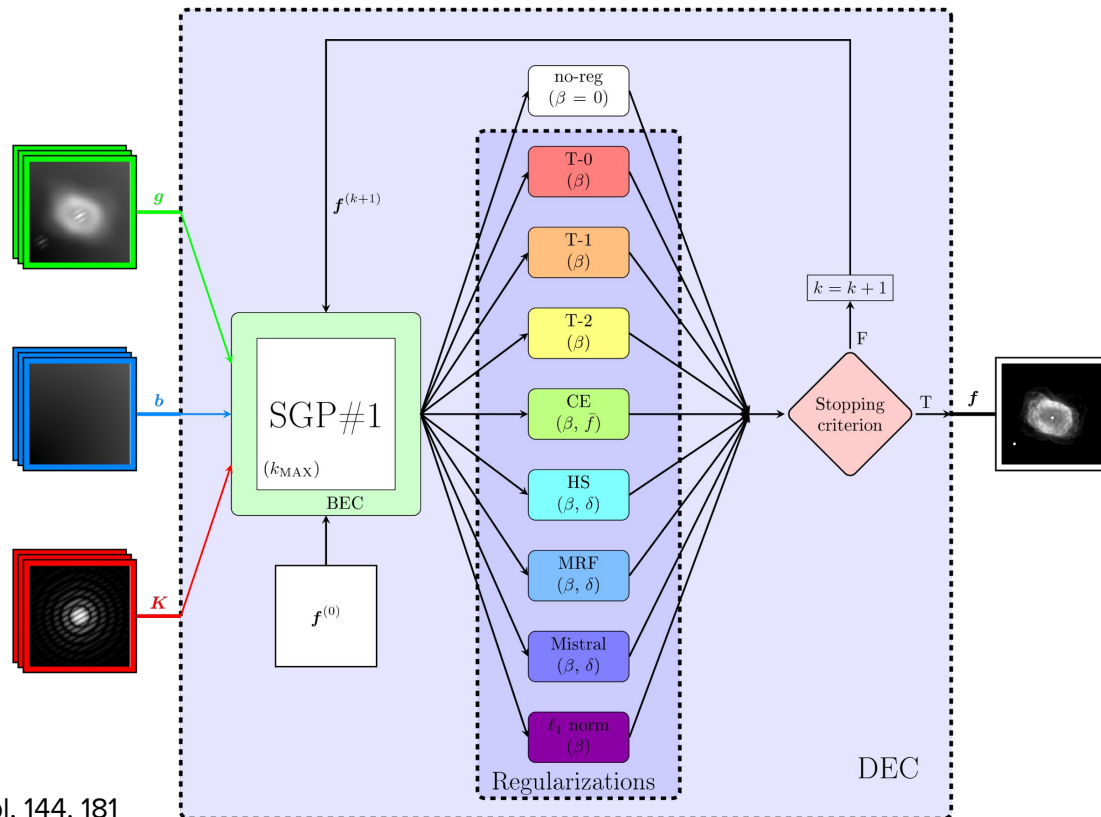 no-reg
(β = 0)
T-0
(β)
f^(k+1)
g
T-1
(β)
k = k + 1
T-2
(β)
F
b
SGP#1
CE
(β, f̄)
Stopping
criterion
T
f
(k_MAX)
BEC
HS
(β, δ)
MRF
(β, δ)
K
f^(0)
Mistral
(β, δ)
ℓ₁ norm
(β)
Regularizations
DEC
144, 181